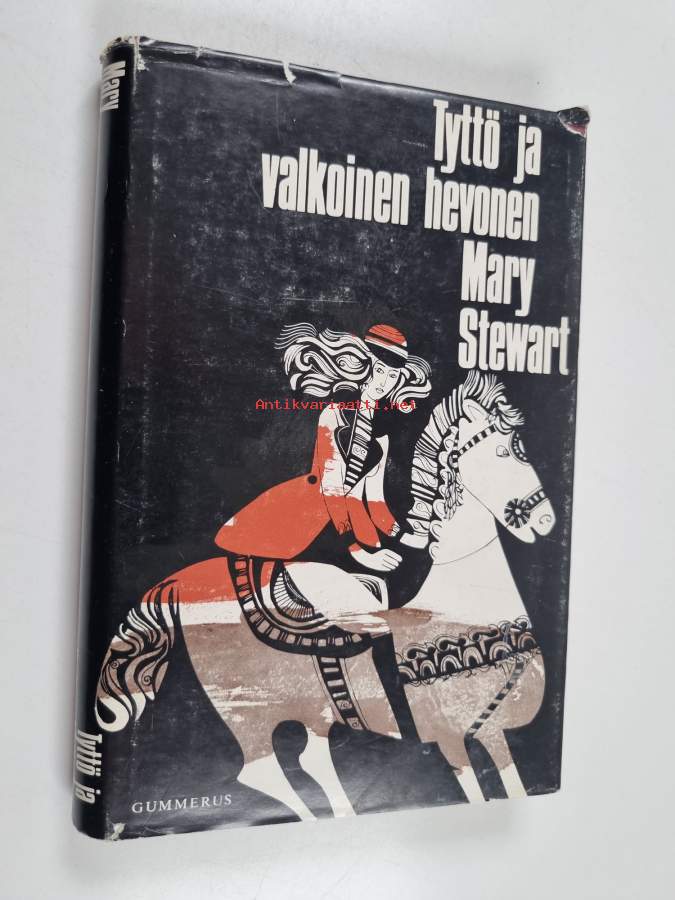 Tyttö ja
valkoinen hevonen
Mary
Stewart
Antikvariaatti.net
GUMMERUS
Mary
Tyttö ja